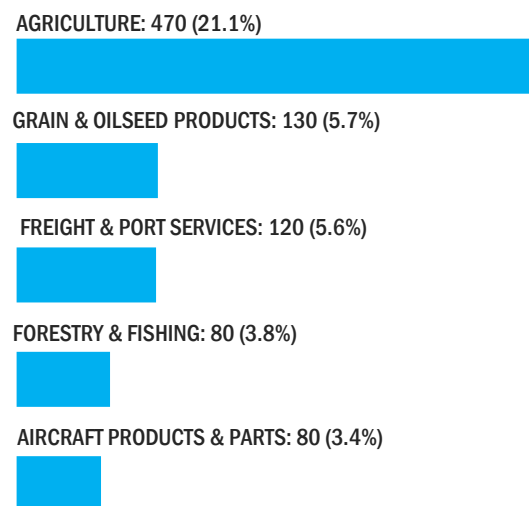 AGRICULTURE: 470 (21.1%)
GRAIN & OILSEED PRODUCTS: 130 (5.7%)
FREIGHT & PORT SERVICES: 120 (5.6%)
FORESTRY & FISHING: 80 (3.8%)
AIRCRAFT PRODUCTS & PARTS: 80 (3.4%)